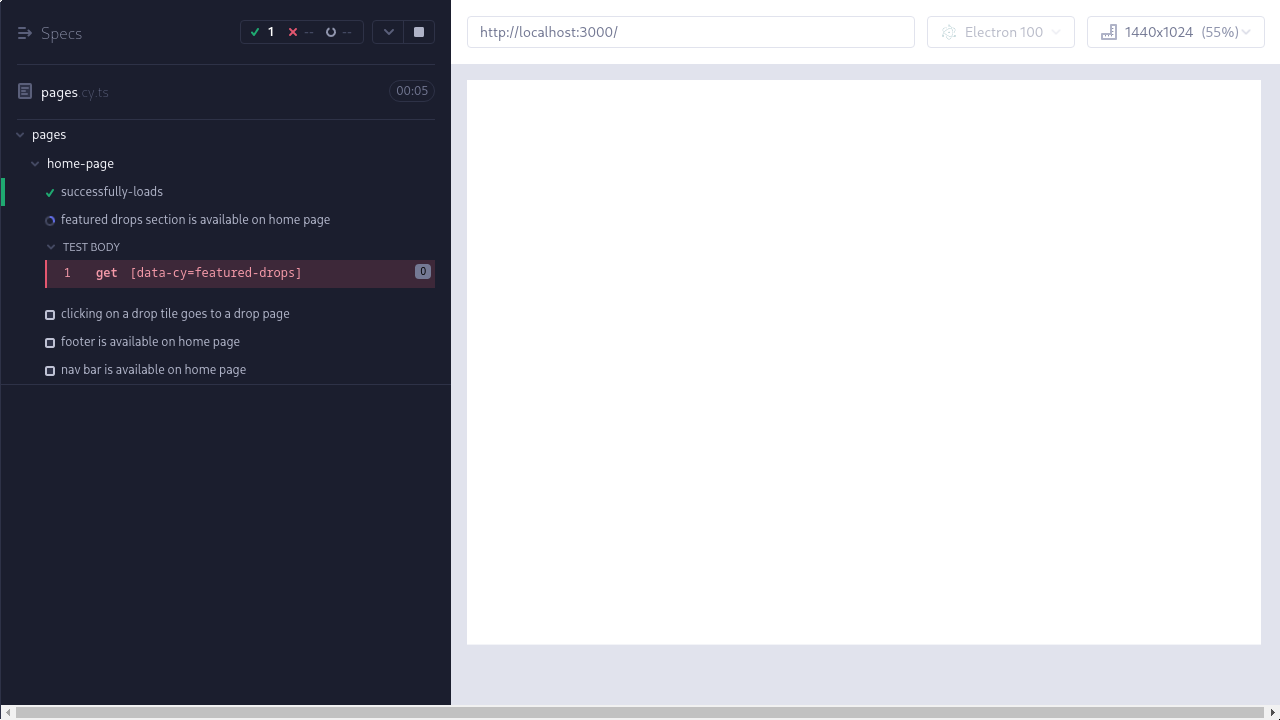 Specs
1
--
--
http://localhost:3000/
Electron 100
1440x1024 (55%)
pages.cy.ts
00:05
pages
home-page
successfully-loads
featured drops section is available on home page
TEST BODY
1 get [data-cy=featured-drops] 0
clicking on a drop tile goes to a drop page
footer is available on home page
nav bar is available on home page